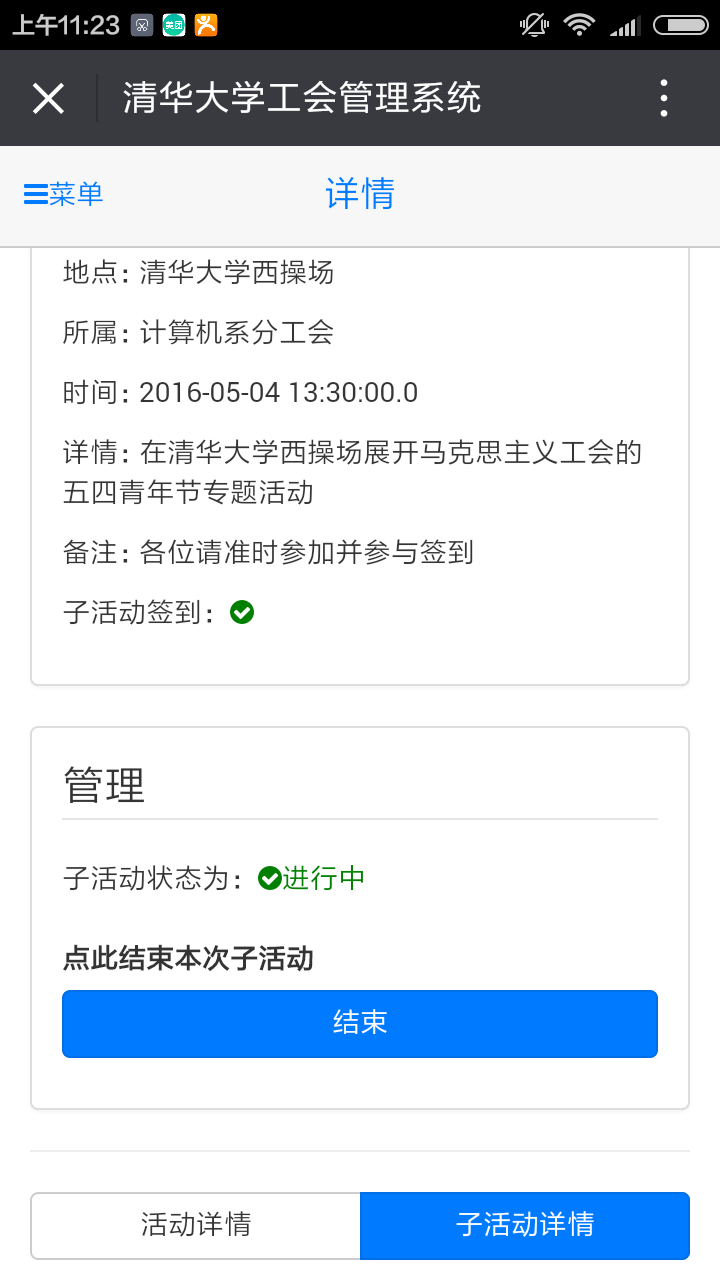 上午11:23
美团
清华大学工会管理系统
菜单
详情
地点: 清华大学西操场
所属: 计算机系分工会
时间: 2016-05-04 13:30:00.0
详情: 在清华大学西操场展开马克思主义工会的
五四青年节专题活动
备注: 各位请准时参加并参与签到
子活动签到:
管理
子活动状态为: 进行中
点此结束本次子活动
结束
活动详情
子活动详情